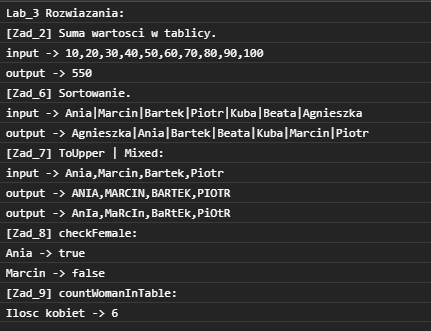 Lab_3 Rozwiazania:
[Zad_2] Suma wartosci w tablicy.
input -> 10,20,30,40,50,60,70,80,90,100
output -> 550
[Zad_6] Sortowanie.
input -> Ania|Marcin|Bartek|Piotr|Kuba|Beata|Agnieszka
output -> Agnieszka|Ania|Bartek|Beata|Kuba|Marcin|Piotr
[Zad_7] ToUpper | Mixed:
input -> Ania,Marcin,Bartek,Piotr
output -> ANIA,MARCIN,BARTEK,PIOTR
output -> AnIa,MaRcIn,BaRtEk,PiOtR
[Zad_8] checkFemale:
Ania -> true
Marcin -> false
[Zad_9] countWomanInTable:
Ilosc kobiet -> 6